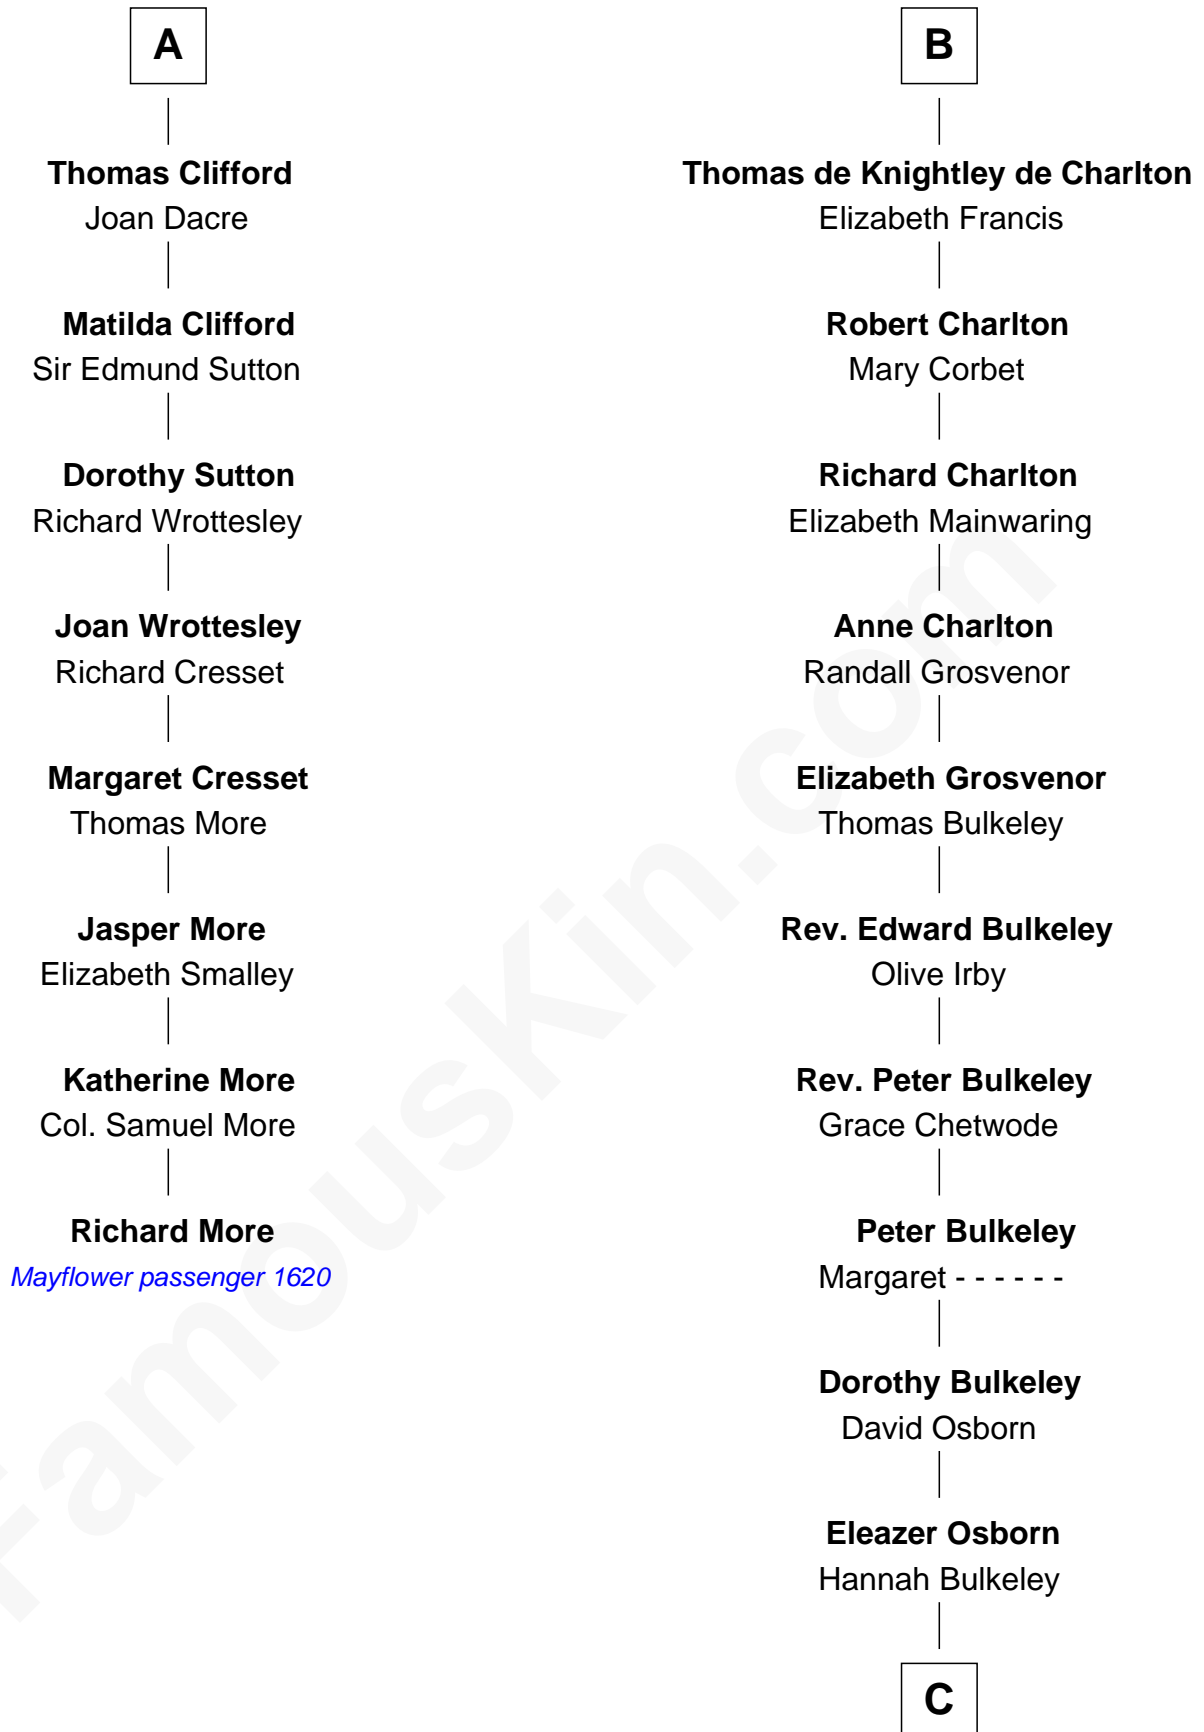 A
Thomas Clifford
Joan Dacre
Matilda Clifford
Sir Edmund Sutton
Dorothy Sutton
Richard Wrottesley
Joan Wrottesley
Richard Cresset
Margaret Cresset
Thomas More
Jasper More
Elizabeth Smalley
Katherine More
Col. Samuel More
Richard More
Mayflower passenger 1620
B
Thomas de Knightley de Charlton
Elizabeth Francis
Robert Charlton
Mary Corbet
Richard Charlton
Elizabeth Mainwaring
Anne Charlton
Randall Grosvenor
Elizabeth Grosvenor
Thomas Bulkeley
Rev. Edward Bulkeley
Olive Irby
Rev. Peter Bulkeley
Grace Chetwode
Peter Bulkeley
Margaret - - - - - -
Dorothy Bulkeley
David Osborn
Eleazer Osborn
Hannah Bulkeley
C
FamousKin.com